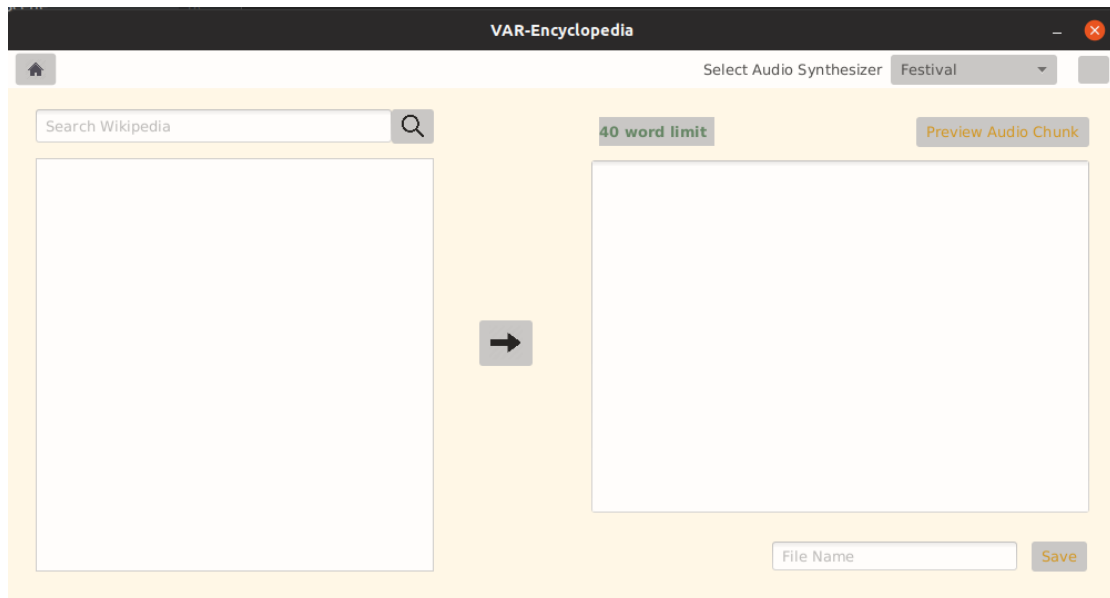 VAR-Encyclopedia
Select Audio Synthesizer Festival
Search Wikipedia
40 word limit
Preview Audio Chunk
File Name
Save